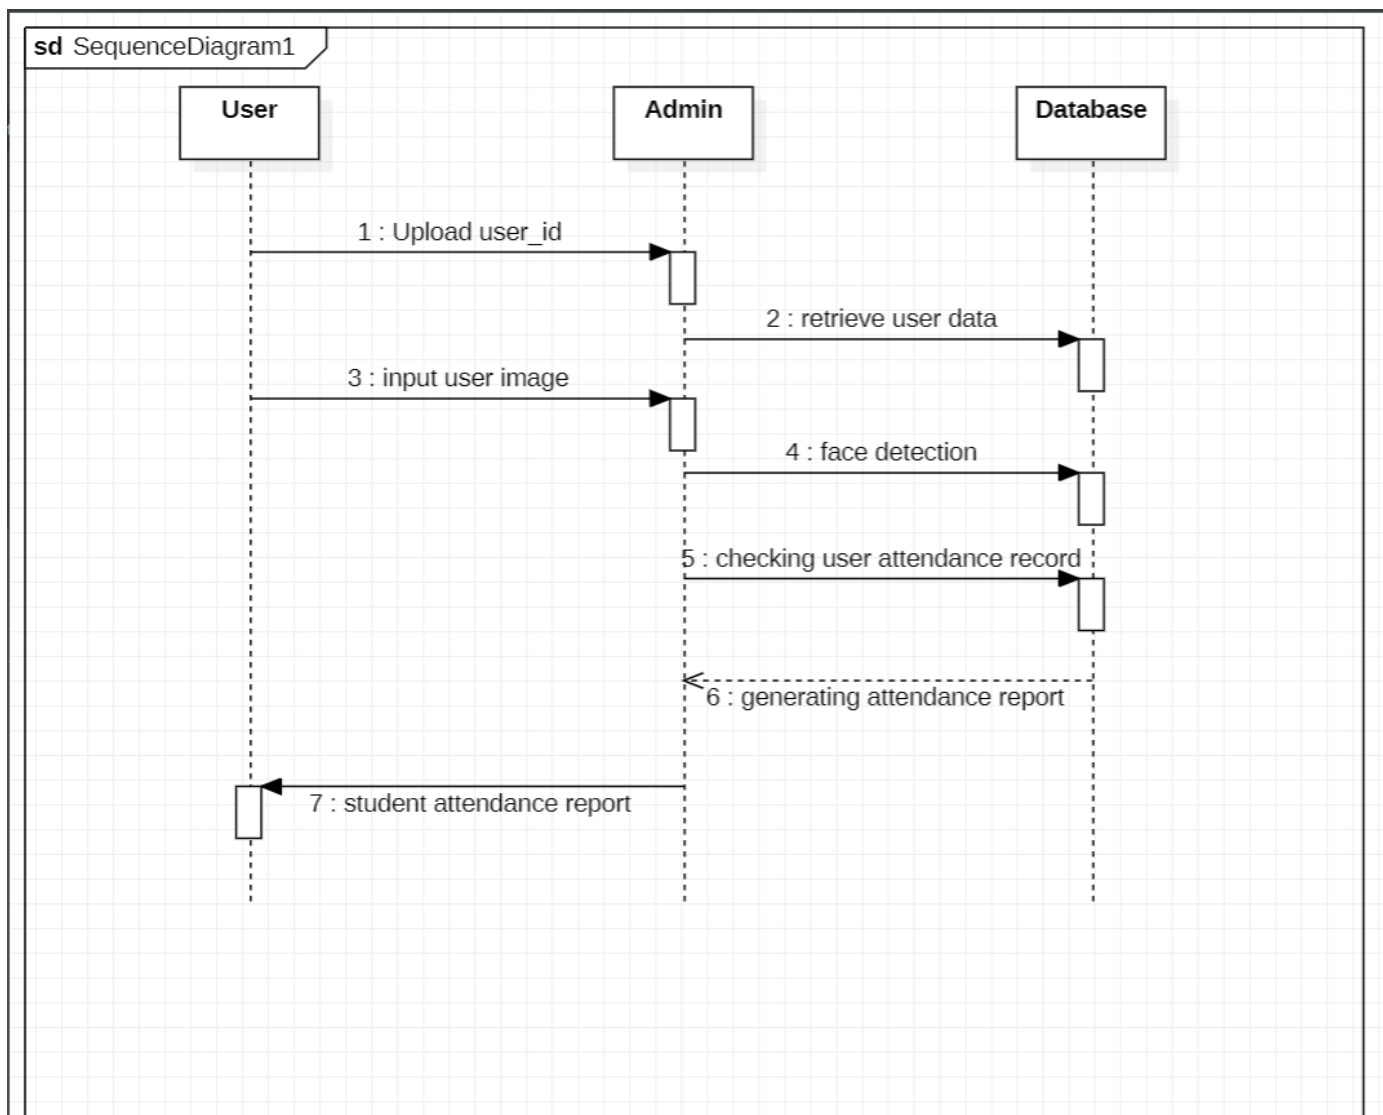 sd SequenceDiagram1
User
Admin
Database
1 : Upload user_id
2 : retrieve user data
3 : input user image
4 : face detection
5 : checking user attendance record
6 : generating attendance report
7 : student attendance report